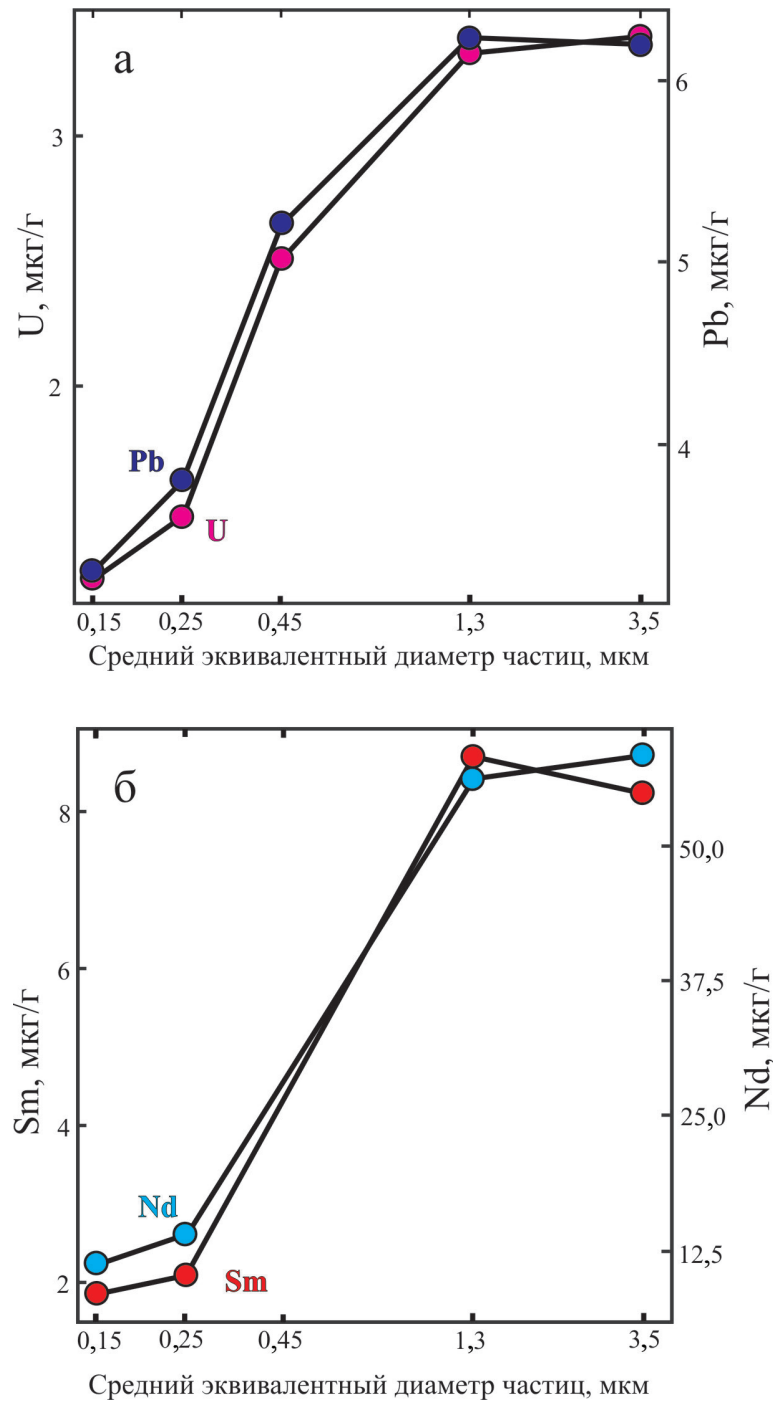 а
3
2
U, мкг/г
6
5
4
Pb, мкг/г
Pb
U
0,15 0,25 0,45 1,3 3,5
Средний эквивалентный диаметр частиц, мкм
б
8
6
4
2
Sm, мкг/г
50,0
37,5
25,0
12,5
Nd, мкг/г
Nd
Sm
0,15 0,25 0,45 1,3 3,5
Средний эквивалентный диаметр частиц, мкм